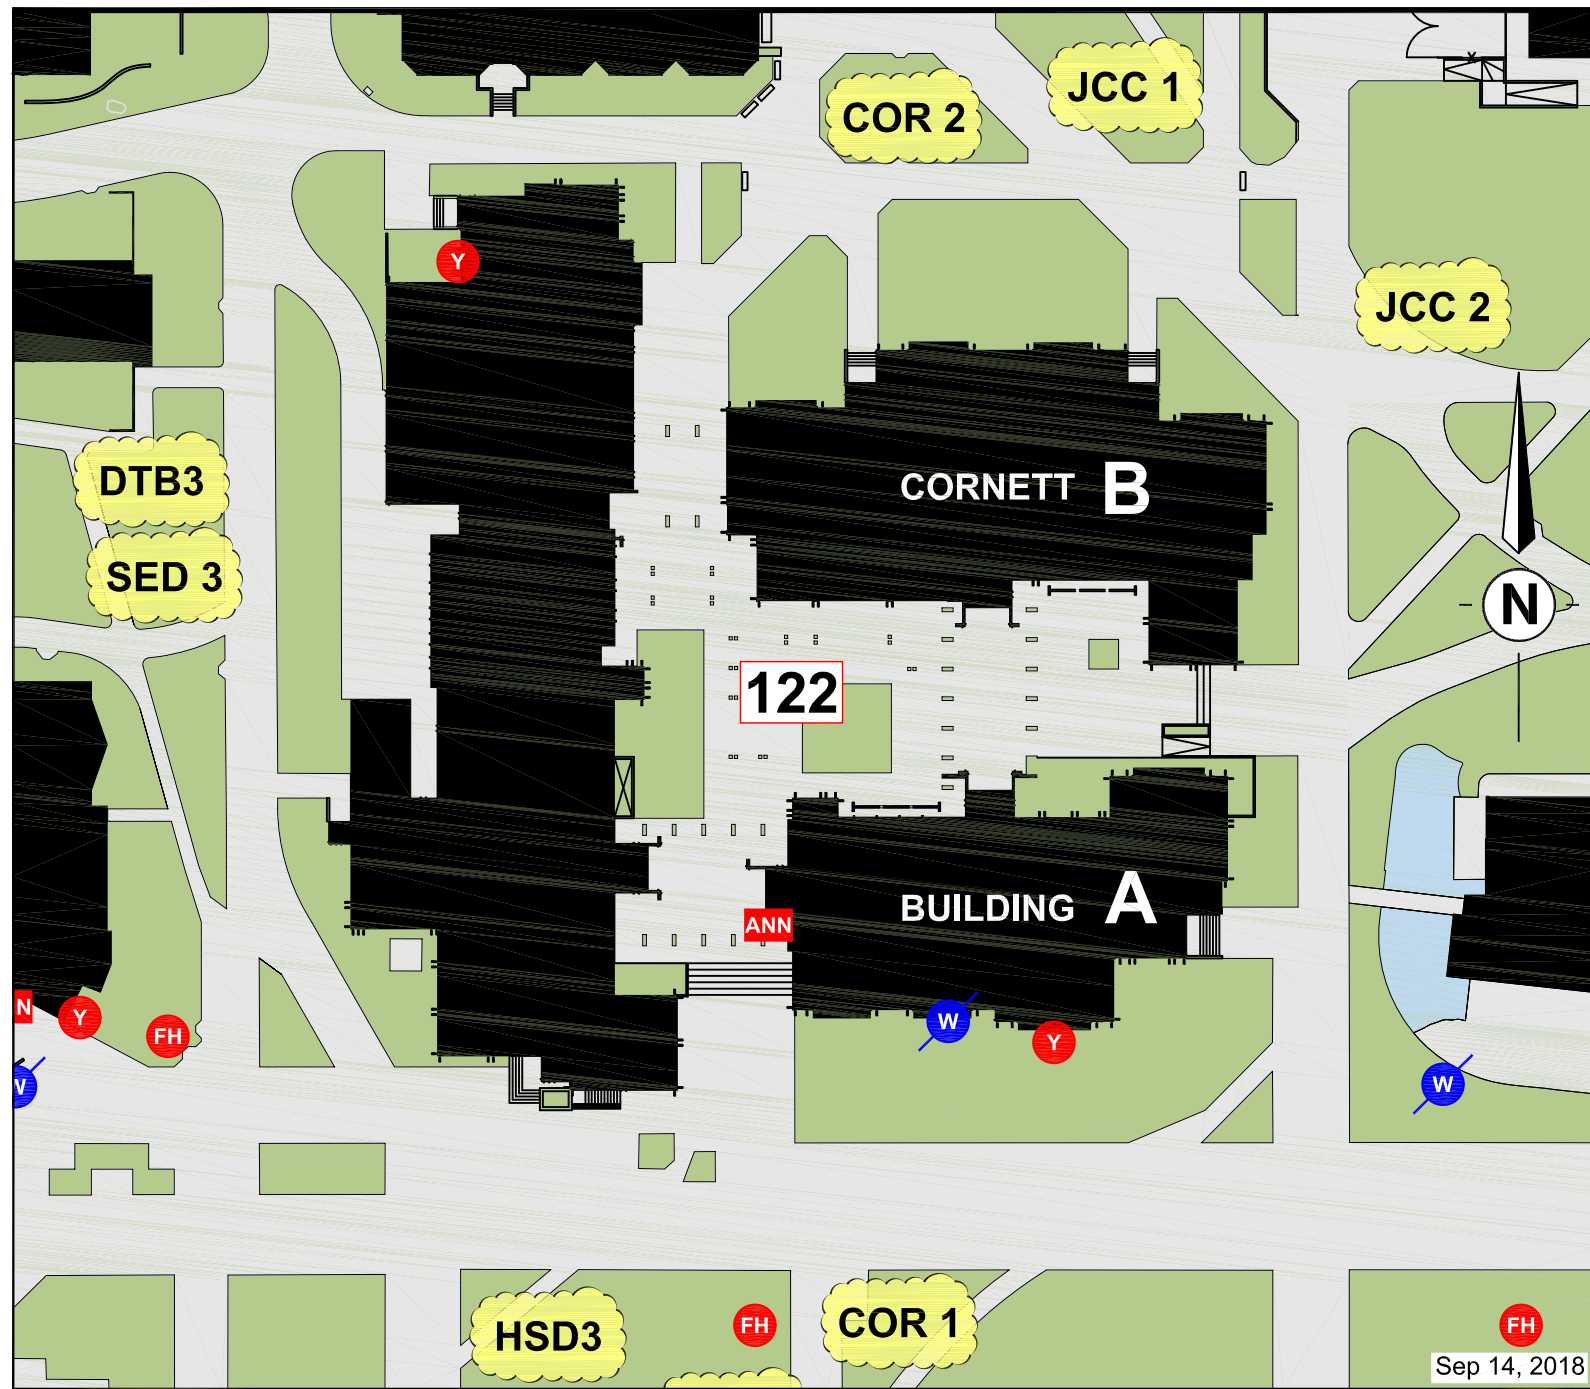 JCC 1
COR 2
Y
JCC 2
DTB3
CORNETT B
SED 3
N
122
BUILDING A
ANN
N
Y
FH
W
Y
W
W
HSD3
FH
COR 1
FH
Sep 14, 2018